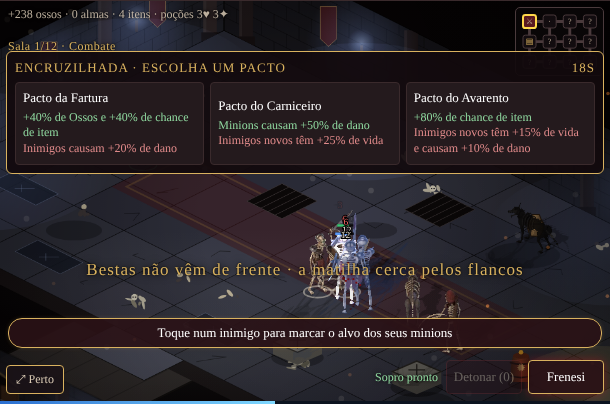 +238 ossos · 0 almas · 4 itens · poções 3♥ 3✦
Sala 1/12 · Combate
ENCRUZILHADA · ESCOLHA UM PACTO
18S
Pacto da Fartura
+40% de Ossos e +40% de chance
de item
Inimigos causam +20% de dano
Pacto do Carniceiro
Minions causam +50% de dano
Inimigos novos têm +25% de vida
Pacto do Avarento
+80% de chance de item
Inimigos novos têm +15% de vida
e causam +10% de dano
Bestas não vêm de frente · a matilha cerca pelos flancos
Toque num inimigo para marcar o alvo dos seus minions
⤢ Perto
Sopro pronto
Detonar (0)
Frenesi